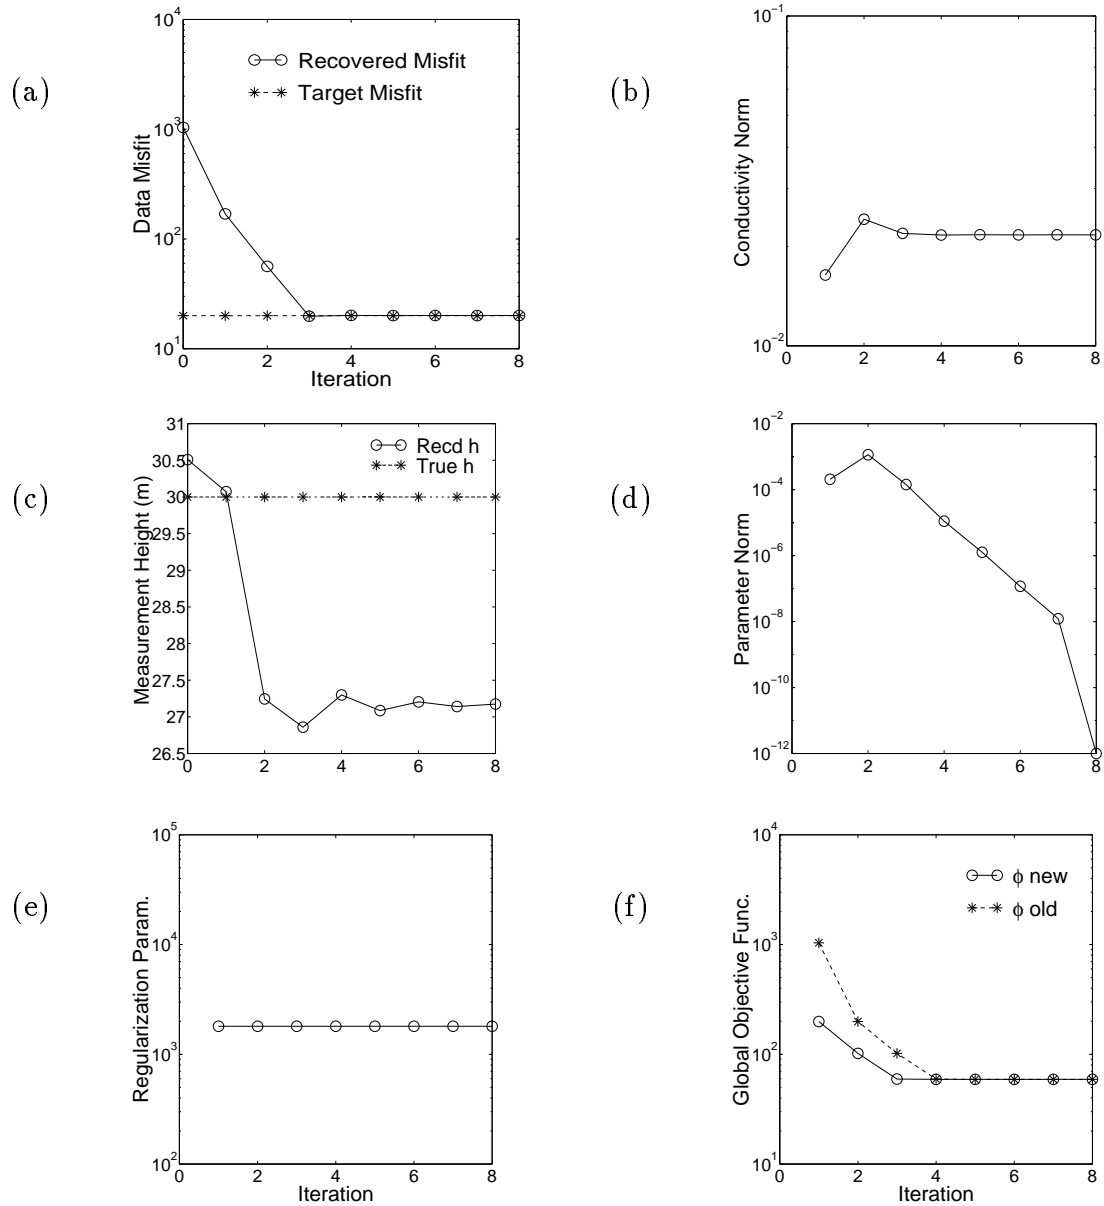 (a)
10^4
10^3
10^2
10^1
Data Misfit
Recovered Misfit
Target Misfit
0 2 4 6 8
Iteration
(b)
10^-1
10^-2
Conductivity Norm
0 2 4 6 8
(c)
31
30.5
30
29.5
29
28.5
28
27.5
27
26.5
Measurement Height (m)
Recd h
True h
0 2 4 6 8
(d)
10^-2
10^-4
10^-6
10^-8
10^-10
10^-12
Parameter Norm
0 2 4 6 8
(e)
10^5
10^4
10^3
10^2
Regularization Param.
0 2 4 6 8
Iteration
(f)
10^4
10^3
10^2
10^1
Global Objective Func.
ϕ new
ϕ old
0 2 4 6 8
Iteration